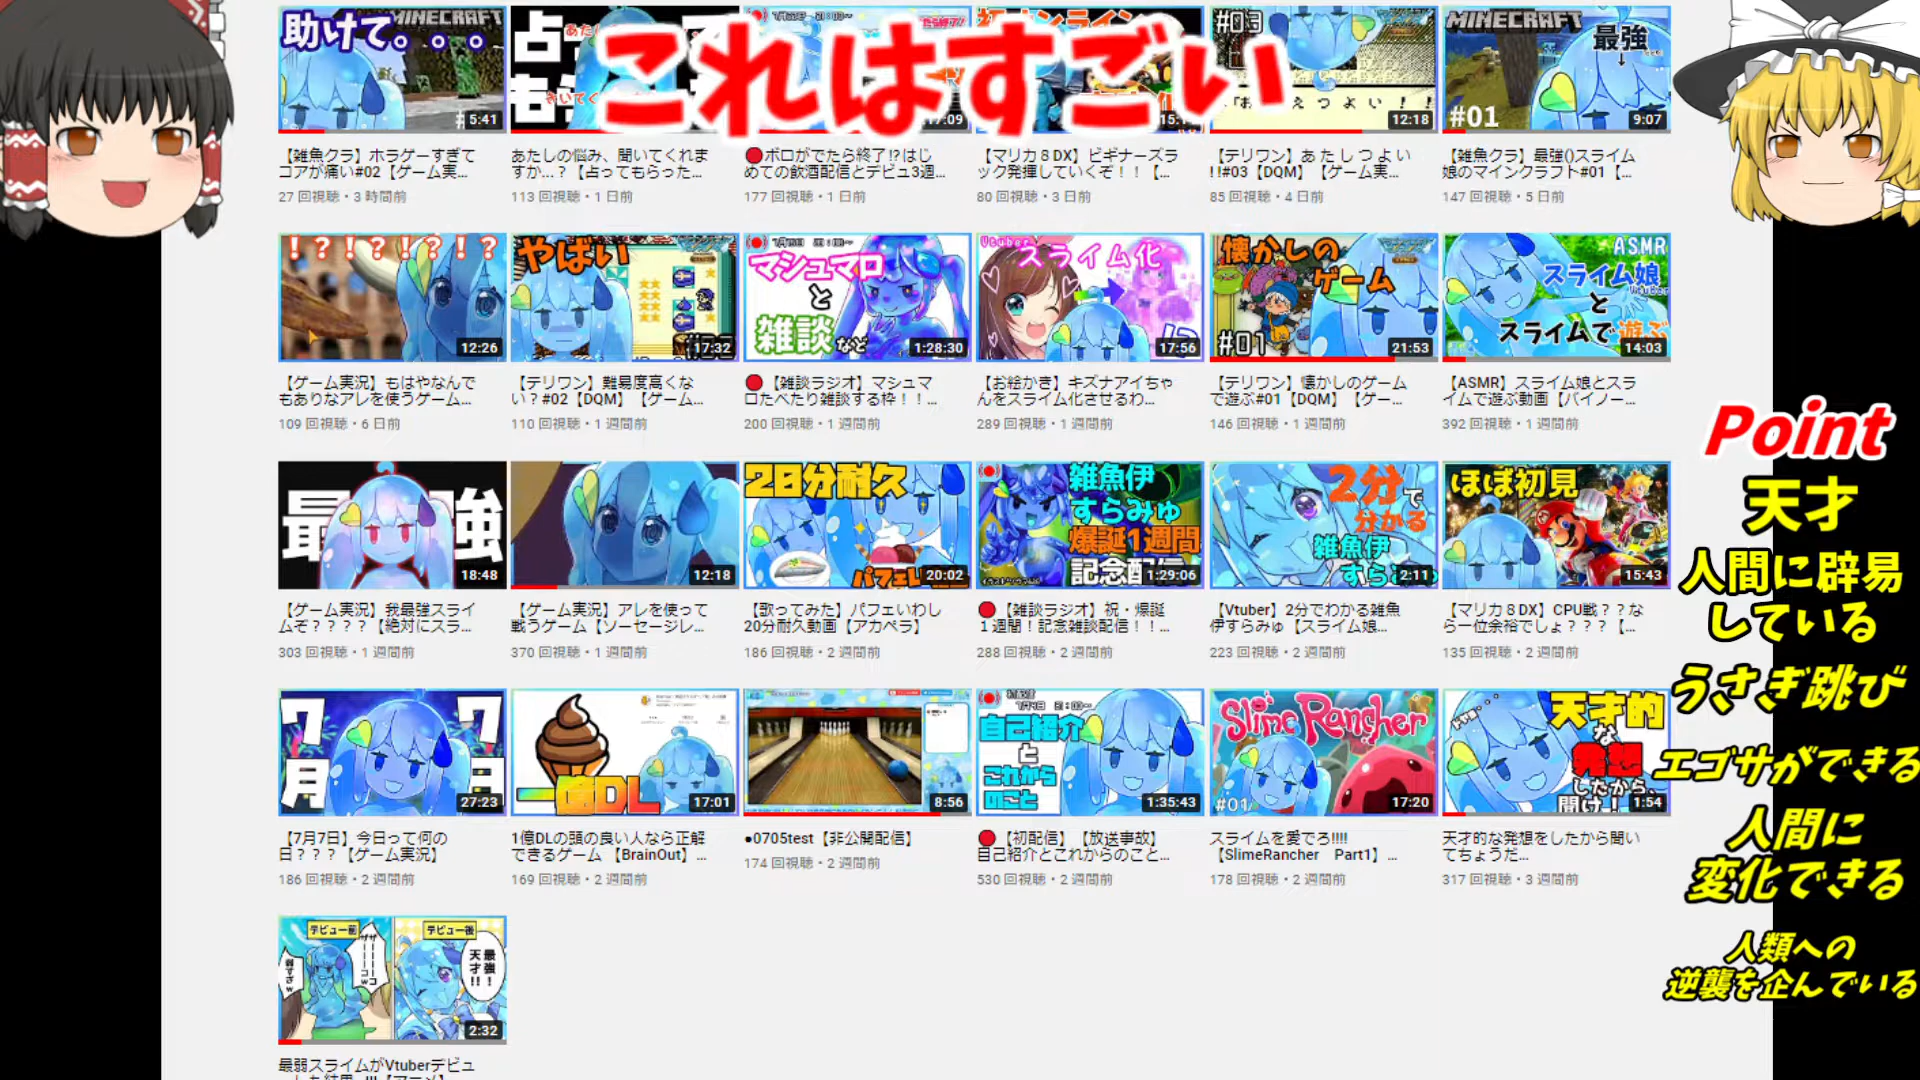 これはすごい
助けて。。。
MINECRAFT
5:41
17:09
#03
12:18
MINECRAFT
最強
#01
9:07
【雑魚クラ】ホラゲーすぎて
コアが痛い#02【ゲーム実...
27 回視聴・3 時間前
あたしの悩み、聞いてくれま
すか...？【占ってもらった...
113 回視聴・1 日前
🔴ボロがでたら終了⁉はじ
めての飲酒配信とデビュ3週...
177 回視聴・1 日前
【マリカ８DX】ビギナーズラ
ック発揮していくぞ！！【...
80 回視聴・3 日前
【テリワン】あ た し つ よ い
!!#03【DQM】【ゲーム実...
85 回視聴・4 日前
【雑魚クラ】最強()スライム
娘のマインクラフト#01【...
147 回視聴・5 日前
！？！？！？！？
12:26
やばい
17:32
マシュマロ
と
雑談など
1:28:30
Vtuber
スライム化
17:56
懐かしの
ゲーム
#01
21:53
ASMR
スライム娘
Vtuber
と
スライムで遊ぶ
14:03
【ゲーム実況】もはやなんで
もありなアレを使うゲーム...
109 回視聴・6 日前
【テリワン】難易度高くな
い？#02【DQM】【ゲーム...
110 回視聴・1 週間前
🔴【雑談ラジオ】マシュマ
ロたべたり雑談する枠！！...
200 回視聴・1 週間前
【お絵かき】キズナアイちゃ
んをスライム化させるわ...
289 回視聴・1 週間前
【テリワン】懐かしのゲーム
で遊ぶ#01【DQM】【ゲー...
146 回視聴・1 週間前
【ASMR】スライム娘とスラ
イムで遊ぶ動画【バイノー...
392 回視聴・1 週間前
最強
18:48
12:18
20分耐久
パフェ
20:02
雑魚伊
すらみゅ
爆誕1週間
記念配信
1:29:06
2分で
分かる
雑魚伊
すらみゅ
2:11
ほぼ初見
15:43
【ゲーム実況】我最強スライ
ムぞ？？？？【絶対にスラ...
303 回視聴・1 週間前
【ゲーム実況】アレを使って
戦うゲーム【ソーセージレ...
370 回視聴・1 週間前
【歌ってみた】パフェいわし
20分耐久動画【アカペラ】
186 回視聴・2 週間前
🔴【雑談ラジオ】祝・爆誕
１週間！記念雑談配信！！...
288 回視聴・2 週間前
【Vtuber】2分でわかる雑魚
伊すらみゅ【スライム娘...
223 回視聴・2 週間前
【マリカ８DX】CPU戦？？な
ら一位余裕でしょ？？？【...
135 回視聴・2 週間前
7月7日
27:23
一億DL
17:01
8:56
自己紹介
と
これから
のこと
1:35:43
Slime Rancher
#01
17:20
天才的
な
発想
したから、
聞け！
1:54
【7月7日】今日って何の
日？？？【ゲーム実況】
186 回視聴・2 週間前
1億DLの頭の良い人なら正解
できるゲーム 【BrainOut】...
169 回視聴・2 週間前
●0705test【非公開配信】
174 回視聴・2 週間前
🔴【初配信】【放送事故】
自己紹介とこれからのこと...
530 回視聴・2 週間前
スライムを愛でろ!!!!
【SlimeRancher　Part1】...
178 回視聴・2 週間前
天才的な発想をしたから聞い
てちょうだ...
317 回視聴・3 週間前
デビュー前
デビュー後
最強！
天才!!
2:32
最弱スライムがVtuberデビュ
Point
天才
人間に辟易
している
うさぎ跳び
エゴサができる
人間に
変化できる
人類への
逆襲を企んでいる